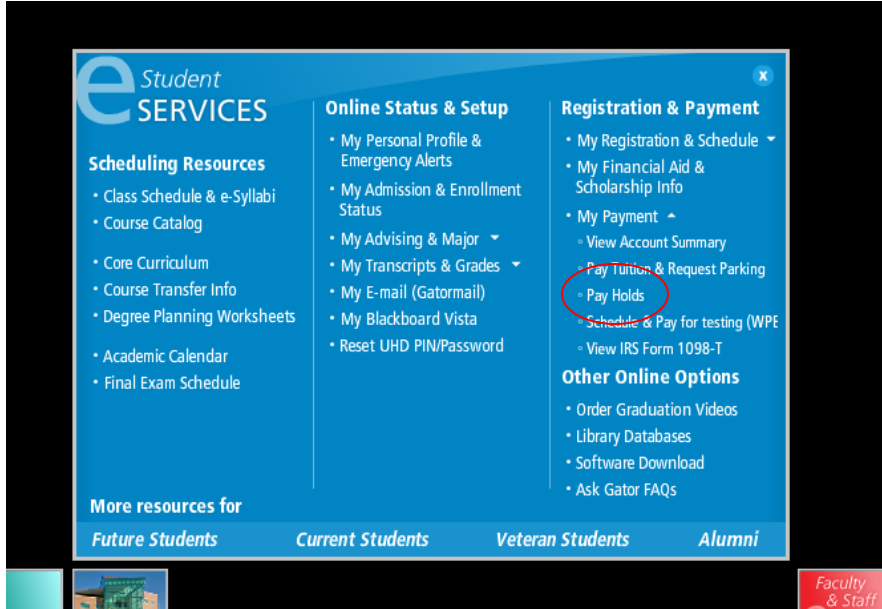 e Student
SERVICES
x
Scheduling Resources
• Class Schedule & e-Syllabi
• Course Catalog
• Core Curriculum
• Course Transfer Info
• Degree Planning Worksheets
• Academic Calendar
• Final Exam Schedule
Online Status & Setup
• My Personal Profile &
Emergency Alerts
• My Admission & Enrollment
Status
• My Advising & Major
• My Transcripts & Grades
• My E-mail (Gatormail)
• My Blackboard Vista
• Reset UHD PIN/Password
Registration & Payment
• My Registration & Schedule
• My Financial Aid &
Scholarship Info
• My Payment
◦ View Account Summary
◦ Pay Tuition & Request Parking
◦ Pay Holds
◦ Schedule & Pay for testing (WPE
◦ View IRS Form 1098-T
Other Online Options
• Order Graduation Videos
• Library Databases
• Software Download
• Ask Gator FAQs
More resources for
Future Students
Current Students
Veteran Students
Alumni
Faculty
& Staff